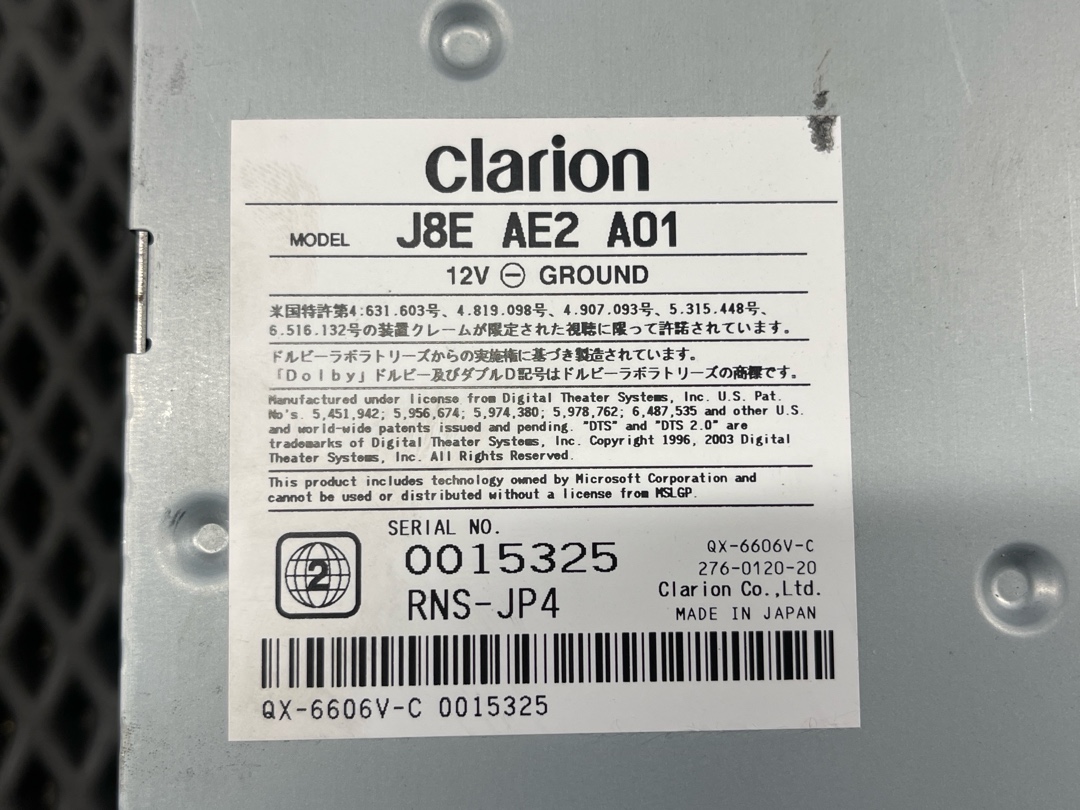 clarion
MODEL J8E AE2 A01
12V ⊖ GROUND
米国特許第4.631.603号、4.819.098号、4.907.093号、5.315.448号、
6.516.132号の装置クレームが限定された視聴に限って許諾されています。
ドルビーラボラトリーズからの実施権に基づき製造されています。
「Dolby」ドルビー及びダブルD記号はドルビーラボラトリーズの商標です。
Manufactured under license from Digital Theater Systems, Inc. U.S. Pat.
No's. 5,451,942; 5,956,674; 5,974,380; 5,978,762; 6,487,535 and other U.S.
and world-wide patents issued and pending. "DTS" and "DTS 2.0" are
trademarks of Digital Theater Systems, Inc. Copyright 1996, 2003 Digital
Theater Systems, Inc. All Rights Reserved.
This product includes technology owned by Microsoft Corporation and
cannot be used or distributed without a license from MSLGP.
2
SERIAL NO.
0015325
RNS-JP4
QX-6606V-C
276-0120-20
Clarion Co.,Ltd.
MADE IN JAPAN
QX-6606V-C 0015325